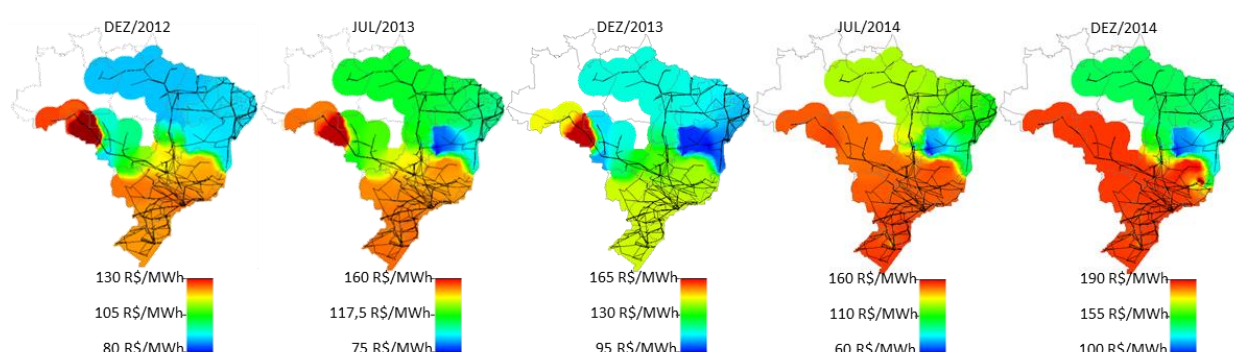 DEZ/2012 JUL/2013 DEZ/2013 JUL/2014 DEZ/2014
130 R$/MWh 160 R$/MWh 165 R$/MWh 160 R$/MWh 190 R$/MWh
105 R$/MWh 117,5 R$/MWh 130 R$/MWh 110 R$/MWh 155 R$/MWh
80 R$/MWh 75 R$/MWh 95 R$/MWh 60 R$/MWh 100 R$/MWh